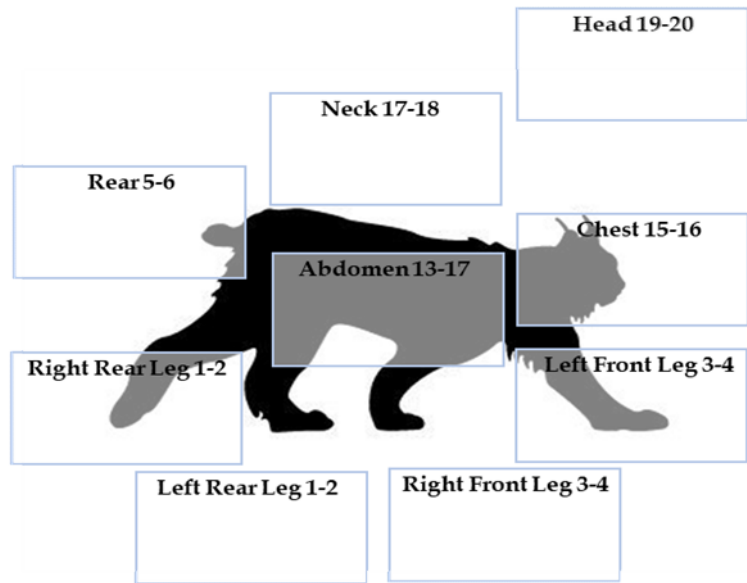 Head 19-20
Neck 17-18
Rear 5-6
Chest 15-16
Abdomen 13-17
Right Rear Leg 1-2
Left Front Leg 3-4
Left Rear Leg 1-2
Right Front Leg 3-4